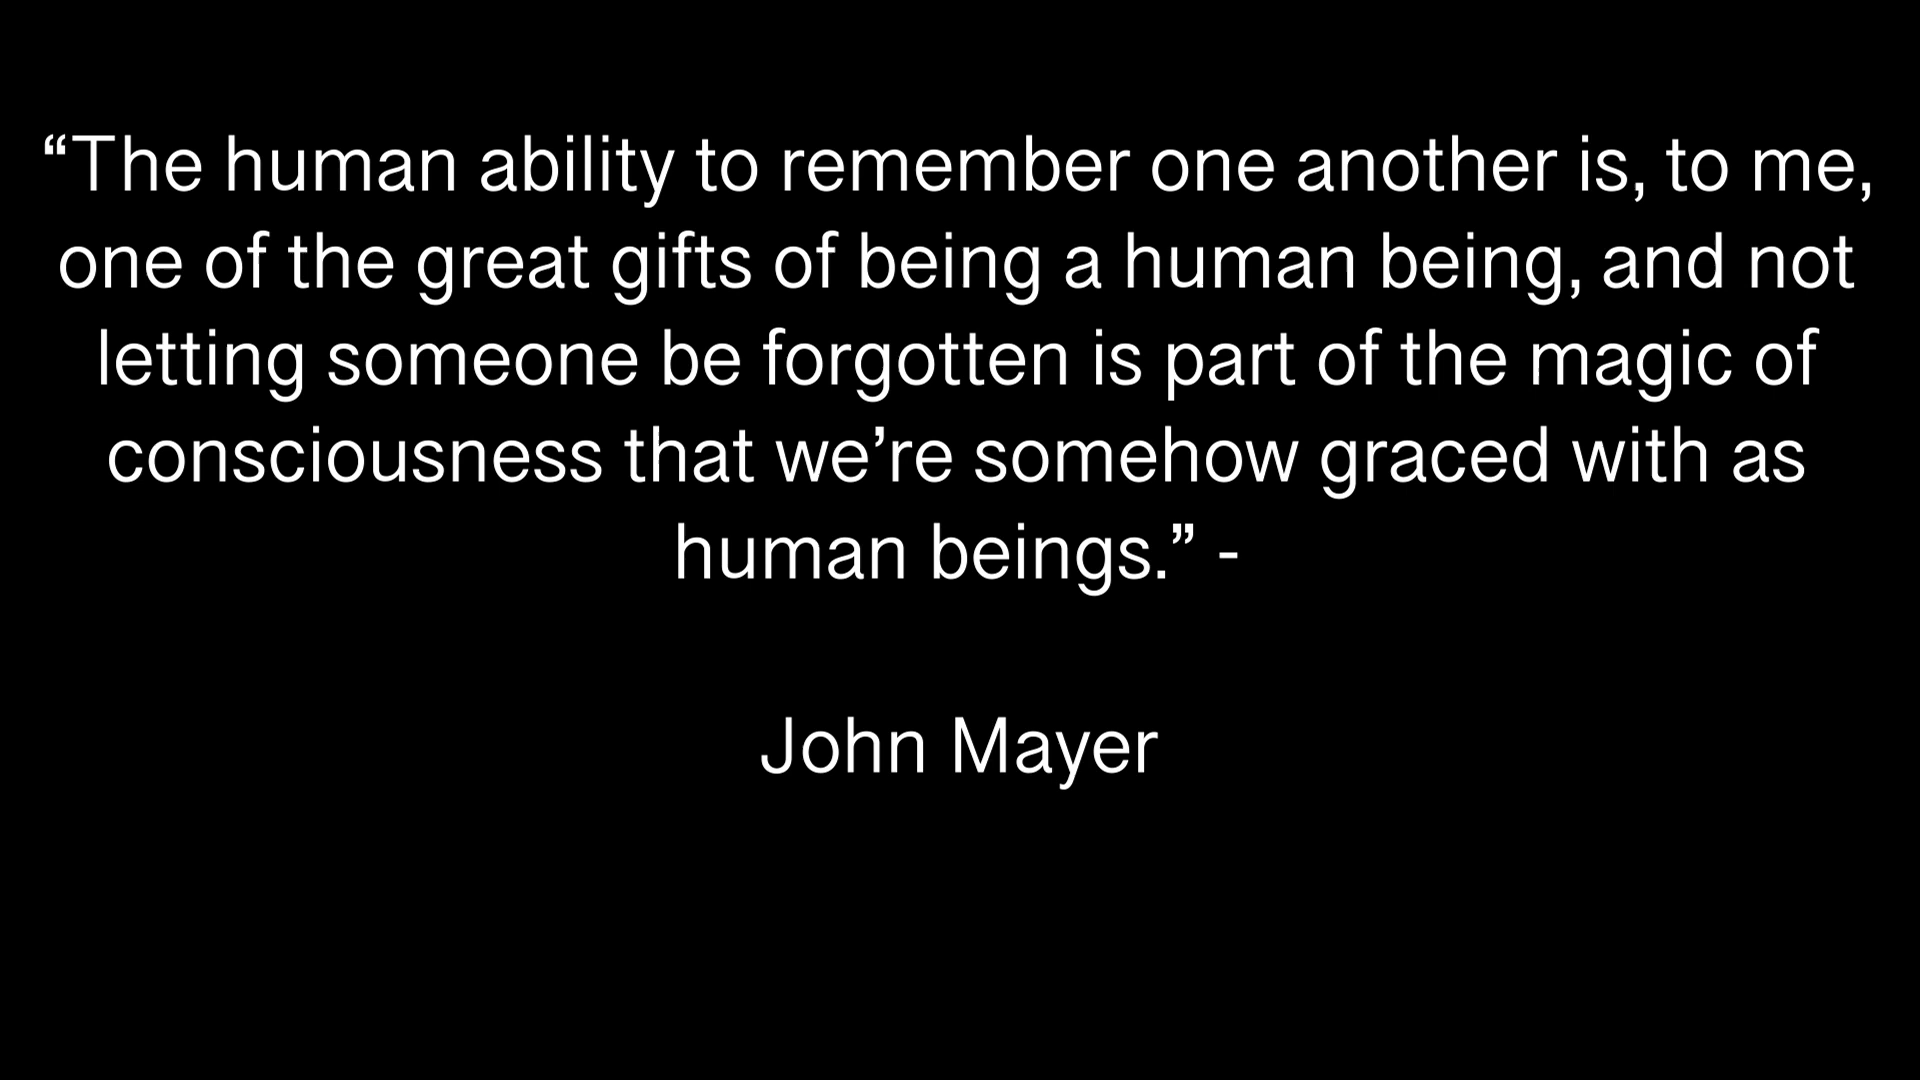 “The human ability to remember one another is, to me,
one of the great gifts of being a human being, and not
letting someone be forgotten is part of the magic of
consciousness that we’re somehow graced with as
human beings.” -
John Mayer